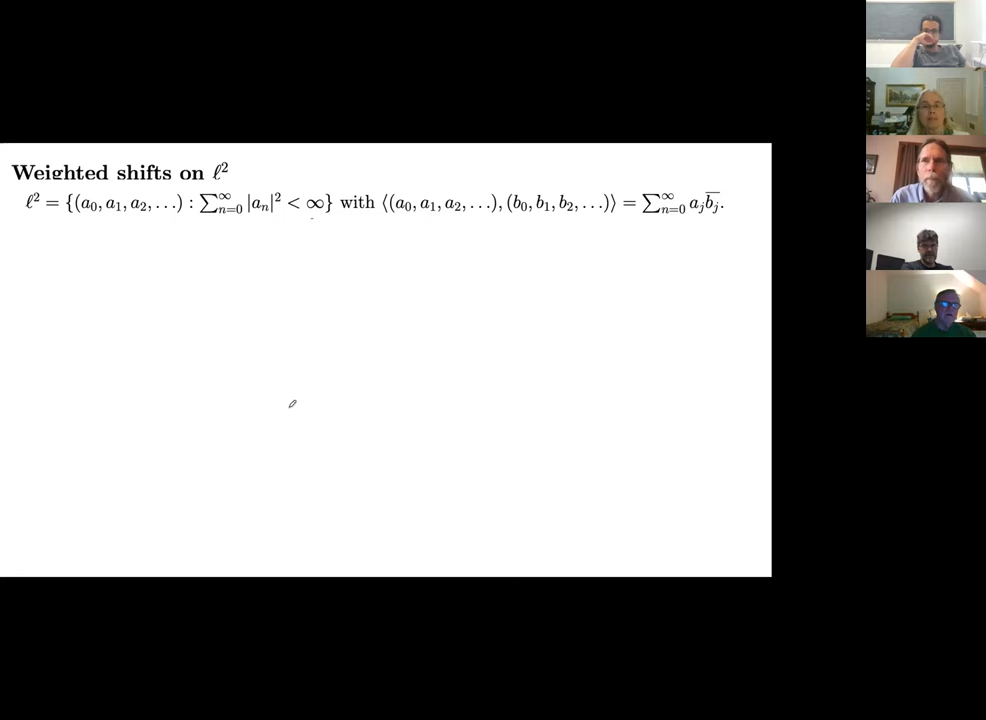 Weighted shifts on ℓ²
ℓ² = {(a₀, a₁, a₂, …) : ∑_{n=0}^{∞} |aₙ|² < ∞} with ⟨(a₀, a₁, a₂, …), (b₀, b₁, b₂, …)⟩ = ∑_{n=0}^{∞} aⱼb̅ⱼ.